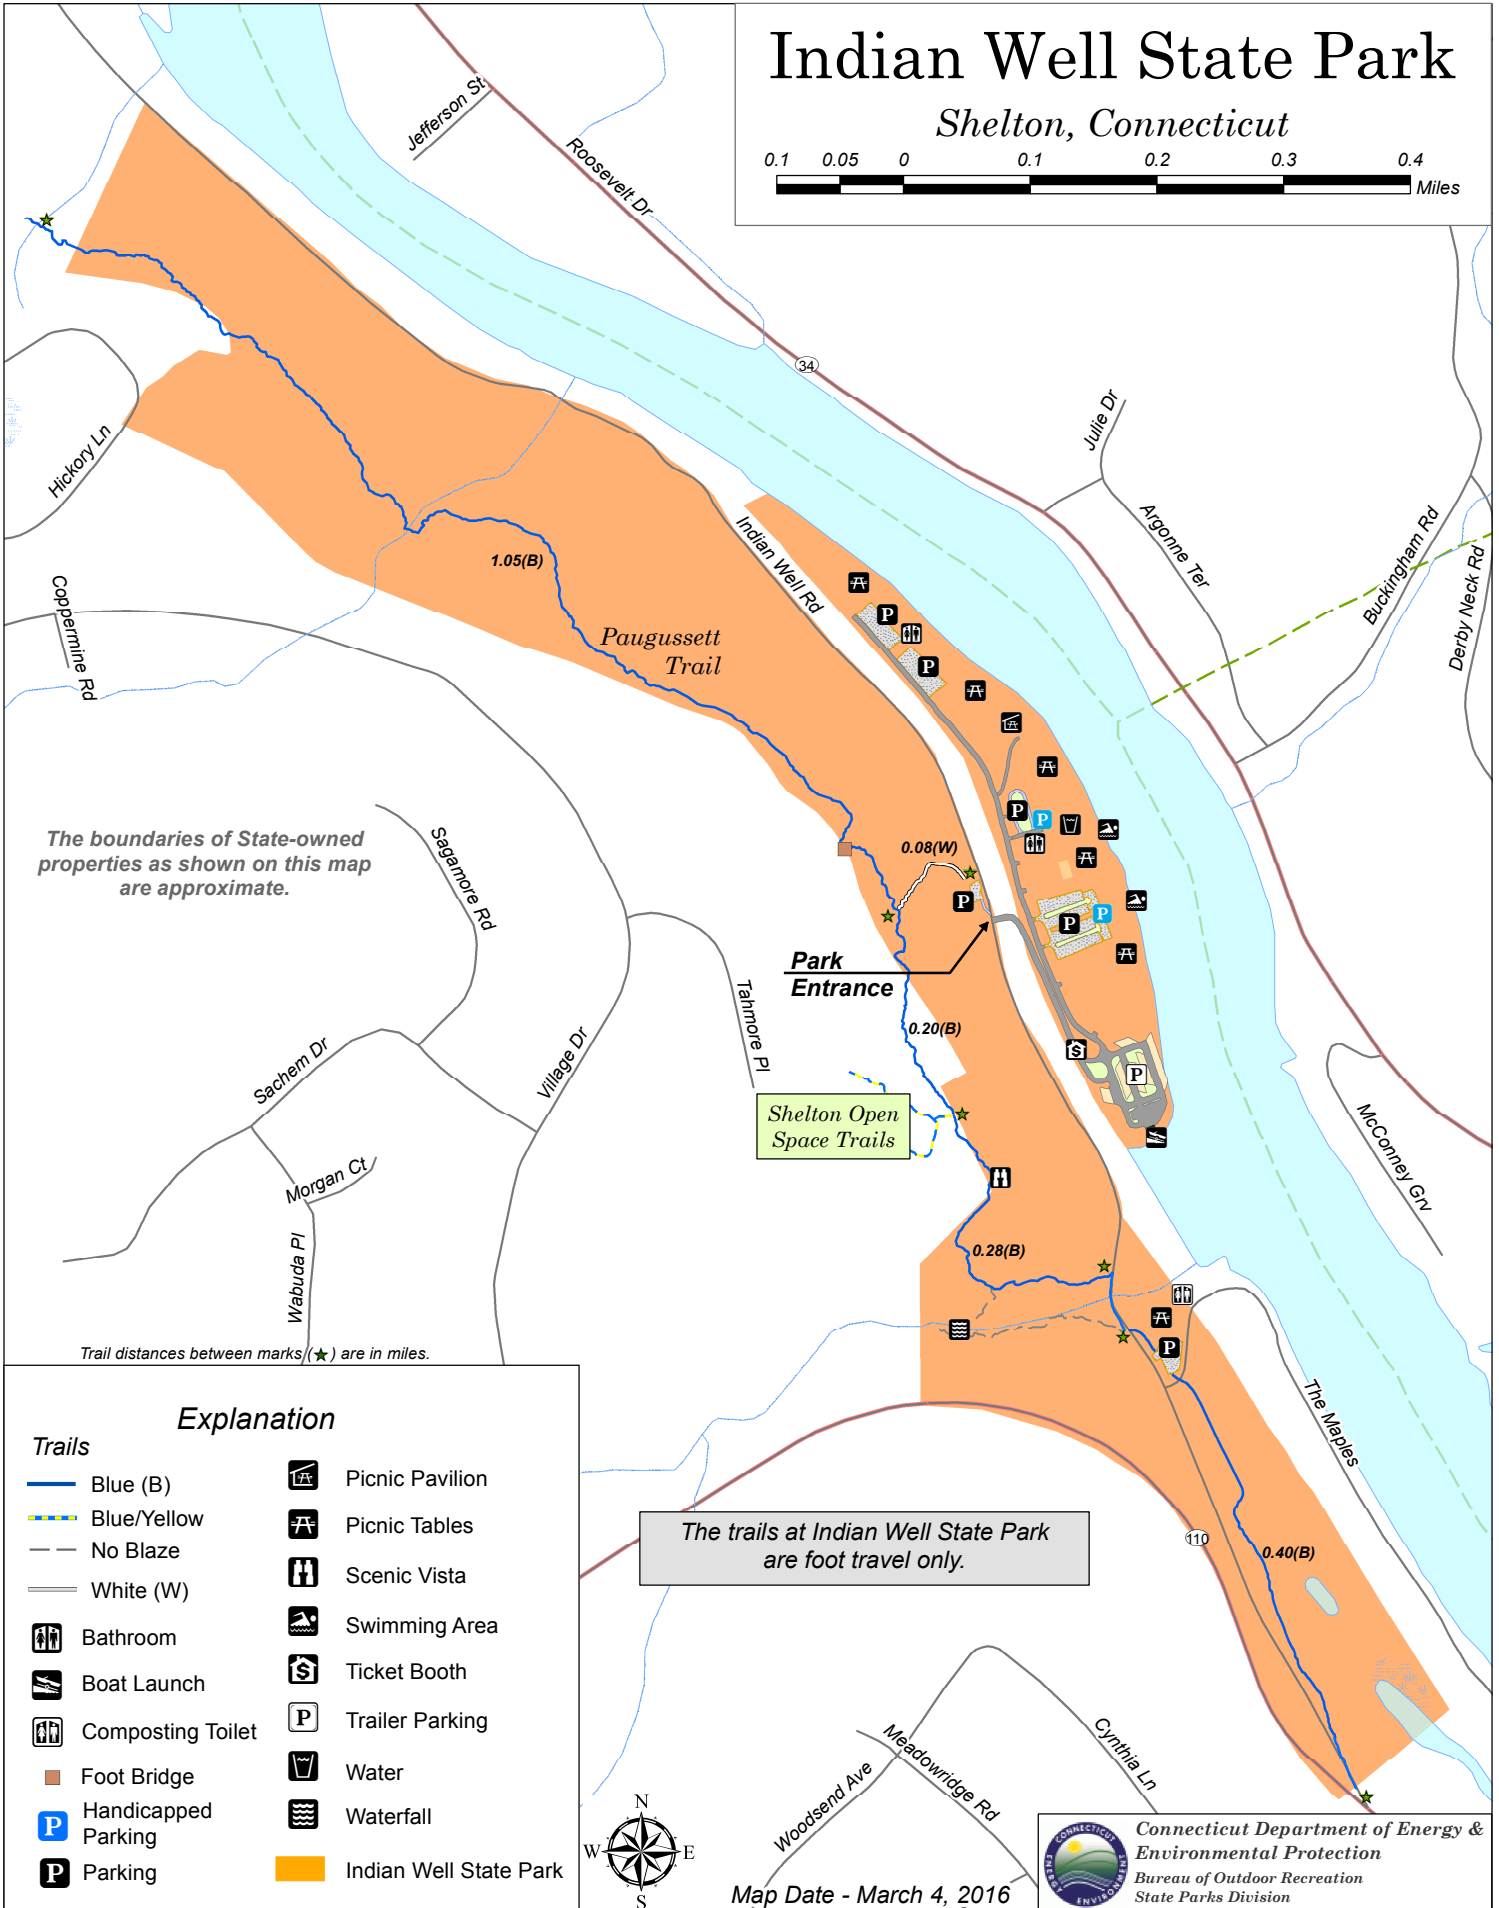 Indian Well State Park
Shelton, Connecticut
0.1 0.05 0 0.1 0.2 0.3 0.4
Miles
Jefferson St
Roosevelt Dr
34
Julie Dr
Argonne Ter
Buckingham Rd
Derby Neck Rd
Hickory Ln
1.05(B)
Indian Well Rd
Coppermine Rd
Paugussett
Trail
P
P
P
P
P
P
P
The boundaries of State-owned
properties as shown on this map
are approximate.
Sagamore Rd
0.08(W)
Park
Entrance
Tahmore Pl
0.20(B)
$
P
Sachem Dr
Village Dr
Shelton Open
Space Trails
McConney Grv
Morgan Ct
Wabuda Pl
0.28(B)
P
The Maples
Trail distances between marks (★) are in miles.
Explanation
Trails
Blue (B)
Blue/Yellow
No Blaze
White (W)
Bathroom
Boat Launch
Composting Toilet
Foot Bridge
P
Handicapped
Parking
P
Parking
Picnic Pavilion
Picnic Tables
Scenic Vista
Swimming Area
$
Ticket Booth
P
Trailer Parking
Water
Waterfall
Indian Well State Park
The trails at Indian Well State Park
are foot travel only.
110
0.40(B)
Woodsend Ave
Meadowridge Rd
Cynthia Ln
N
W E
S
Map Date - March 4, 2016
CONNECTICUT
ENERGY
ENVIRONMENT
Connecticut Department of Energy &
Environmental Protection
Bureau of Outdoor Recreation
State Parks Division